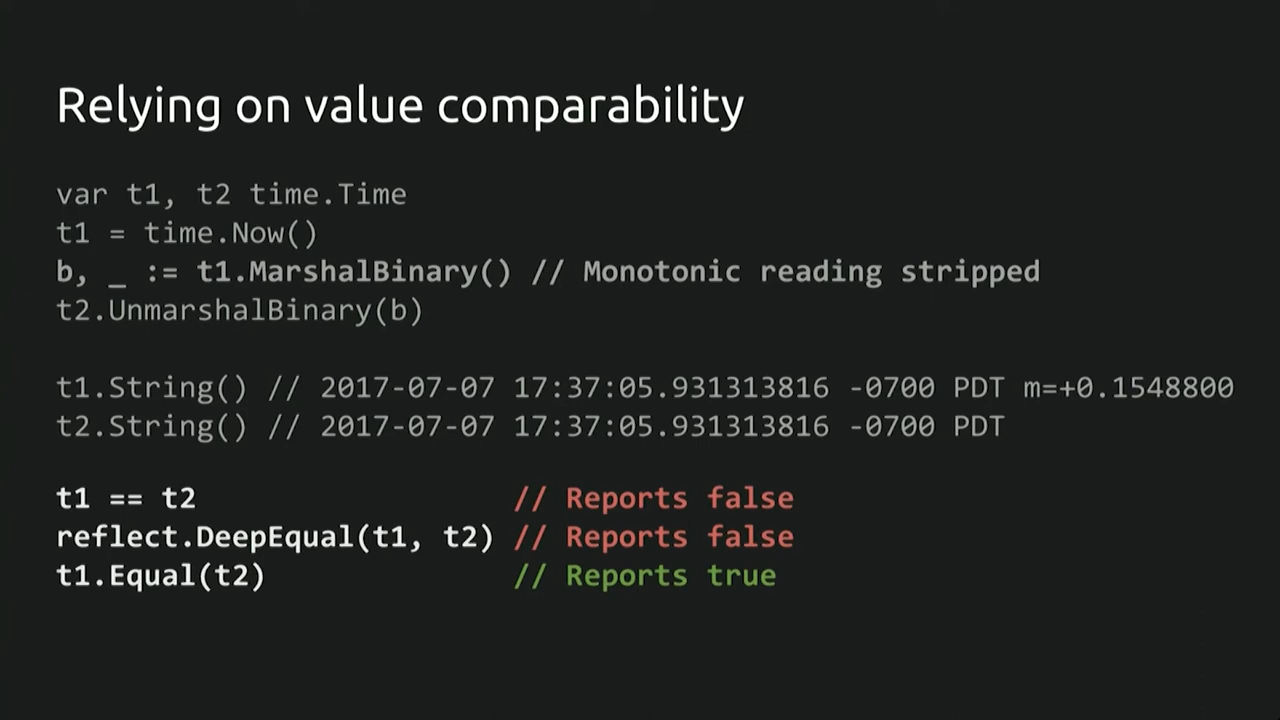 Relying on value comparability
var t1, t2 time.Time
t1 = time.Now()
b, _ := t1.MarshalBinary() // Monotonic reading stripped
t2.UnmarshalBinary(b)
t1.String() // 2017-07-07 17:37:05.931313816 -0700 PDT m=+0.1548800
t2.String() // 2017-07-07 17:37:05.931313816 -0700 PDT
t1 == t2 // Reports false
reflect.DeepEqual(t1, t2) // Reports false
t1.Equal(t2) // Reports true